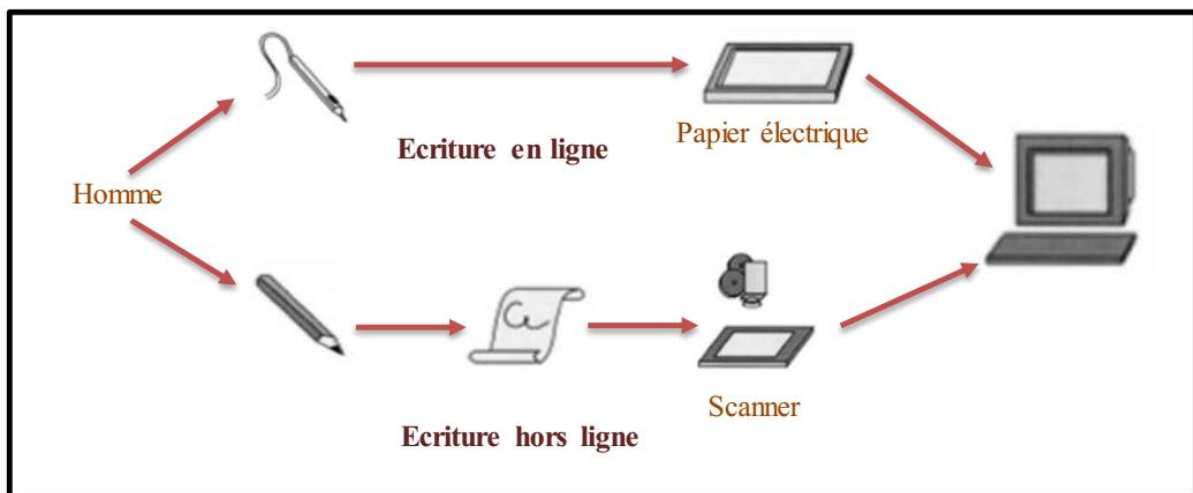 Papier électrique
Ecriture en ligne
Homme
Scanner
Ecriture hors ligne